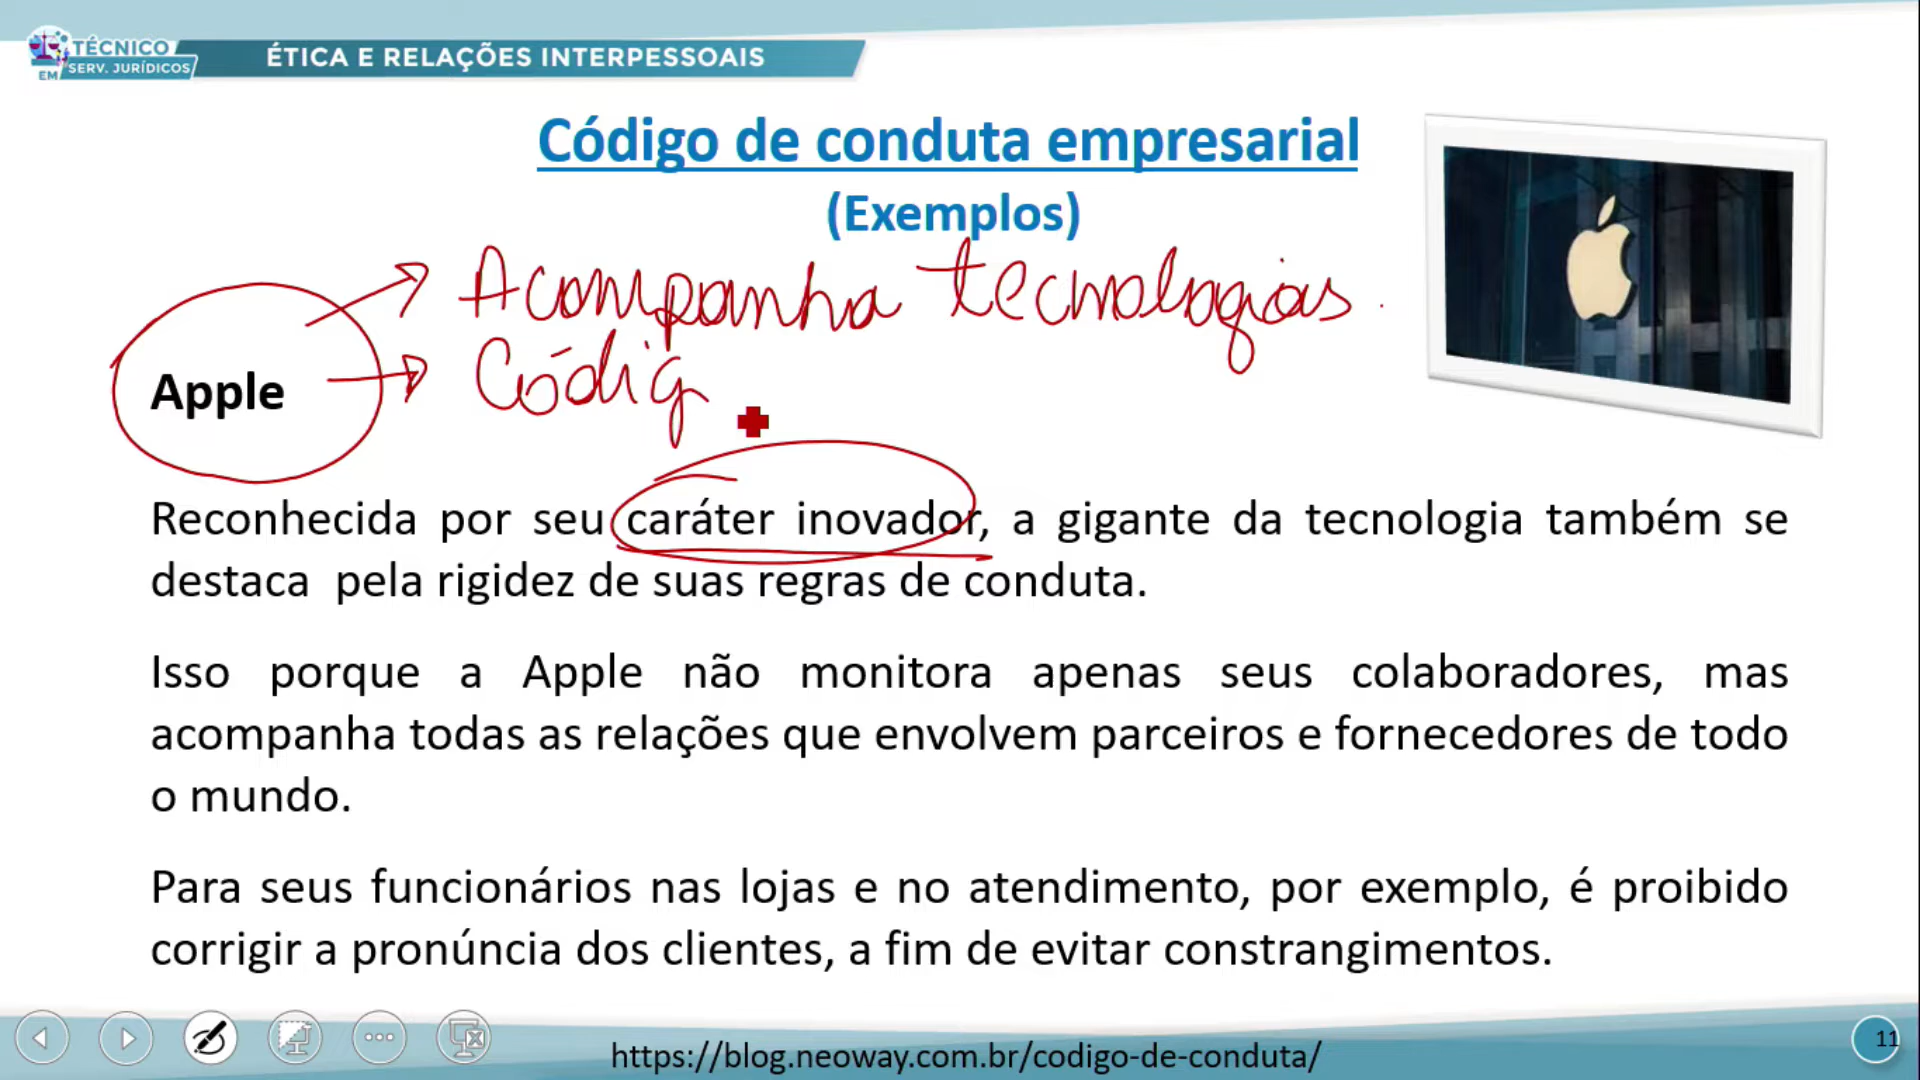 TÉCNICO
EM SERV. JURÍDICOS
ÉTICA E RELAÇÕES INTERPESSOAIS
Código de conduta empresarial
(Exemplos)
Acompanha tecnologias.
Apple
Códig
Reconhecida por seu caráter inovador, a gigante da tecnologia também se
destaca pela rigidez de suas regras de conduta.
Isso porque a Apple não monitora apenas seus colaboradores, mas
acompanha todas as relações que envolvem parceiros e fornecedores de todo
o mundo.
Para seus funcionários nas lojas e no atendimento, por exemplo, é proibido
corrigir a pronúncia dos clientes, a fim de evitar constrangimentos.
https://blog.neoway.com.br/codigo-de-conduta/
11